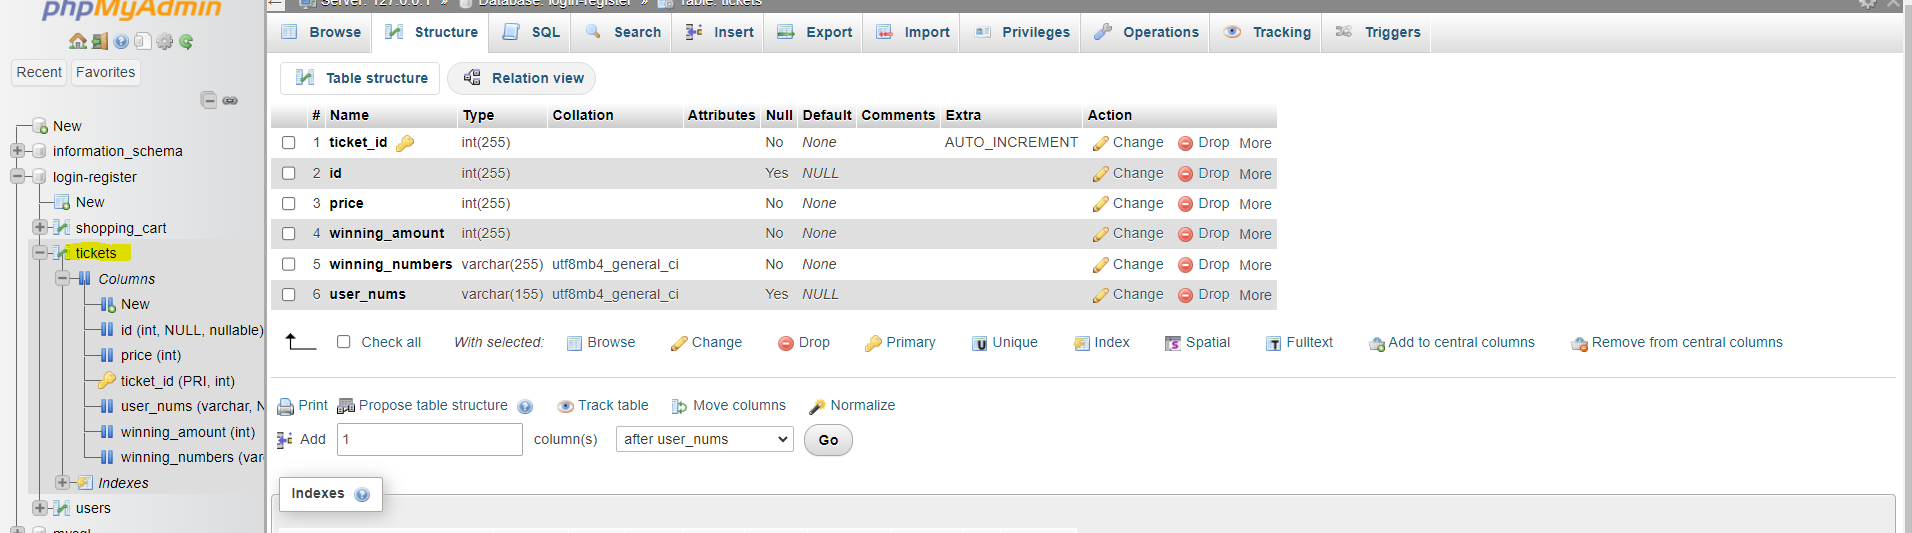 phpMyAdmin
Recent Favorites
New
information_schema
login-register
New
shopping_cart
tickets
Columns
New
id (int, NULL, nullable)
price (int)
ticket_id (PRI, int)
user_nums (varchar, N
winning_amount (int)
winning_numbers (var
Indexes
users
mysql
Server: 127.0.0.1 » Database: login-register » Table: tickets
Browse Structure SQL Search Insert Export Import Privileges Operations Tracking Triggers
Table structure Relation view
# Name Type Collation Attributes Null Default Comments Extra Action
1 ticket_id int(255) No None AUTO_INCREMENT Change Drop More
2 id int(255) Yes NULL Change Drop More
3 price int(255) No None Change Drop More
4 winning_amount int(255) No None Change Drop More
5 winning_numbers varchar(255) utf8mb4_general_ci No None Change Drop More
6 user_nums varchar(155) utf8mb4_general_ci Yes NULL Change Drop More
Check all With selected: Browse Change Drop Primary Unique Index Spatial Fulltext Add to central columns Remove from central columns
Print Propose table structure Track table Move columns Normalize
Add 1 column(s) after user_nums Go
Indexes